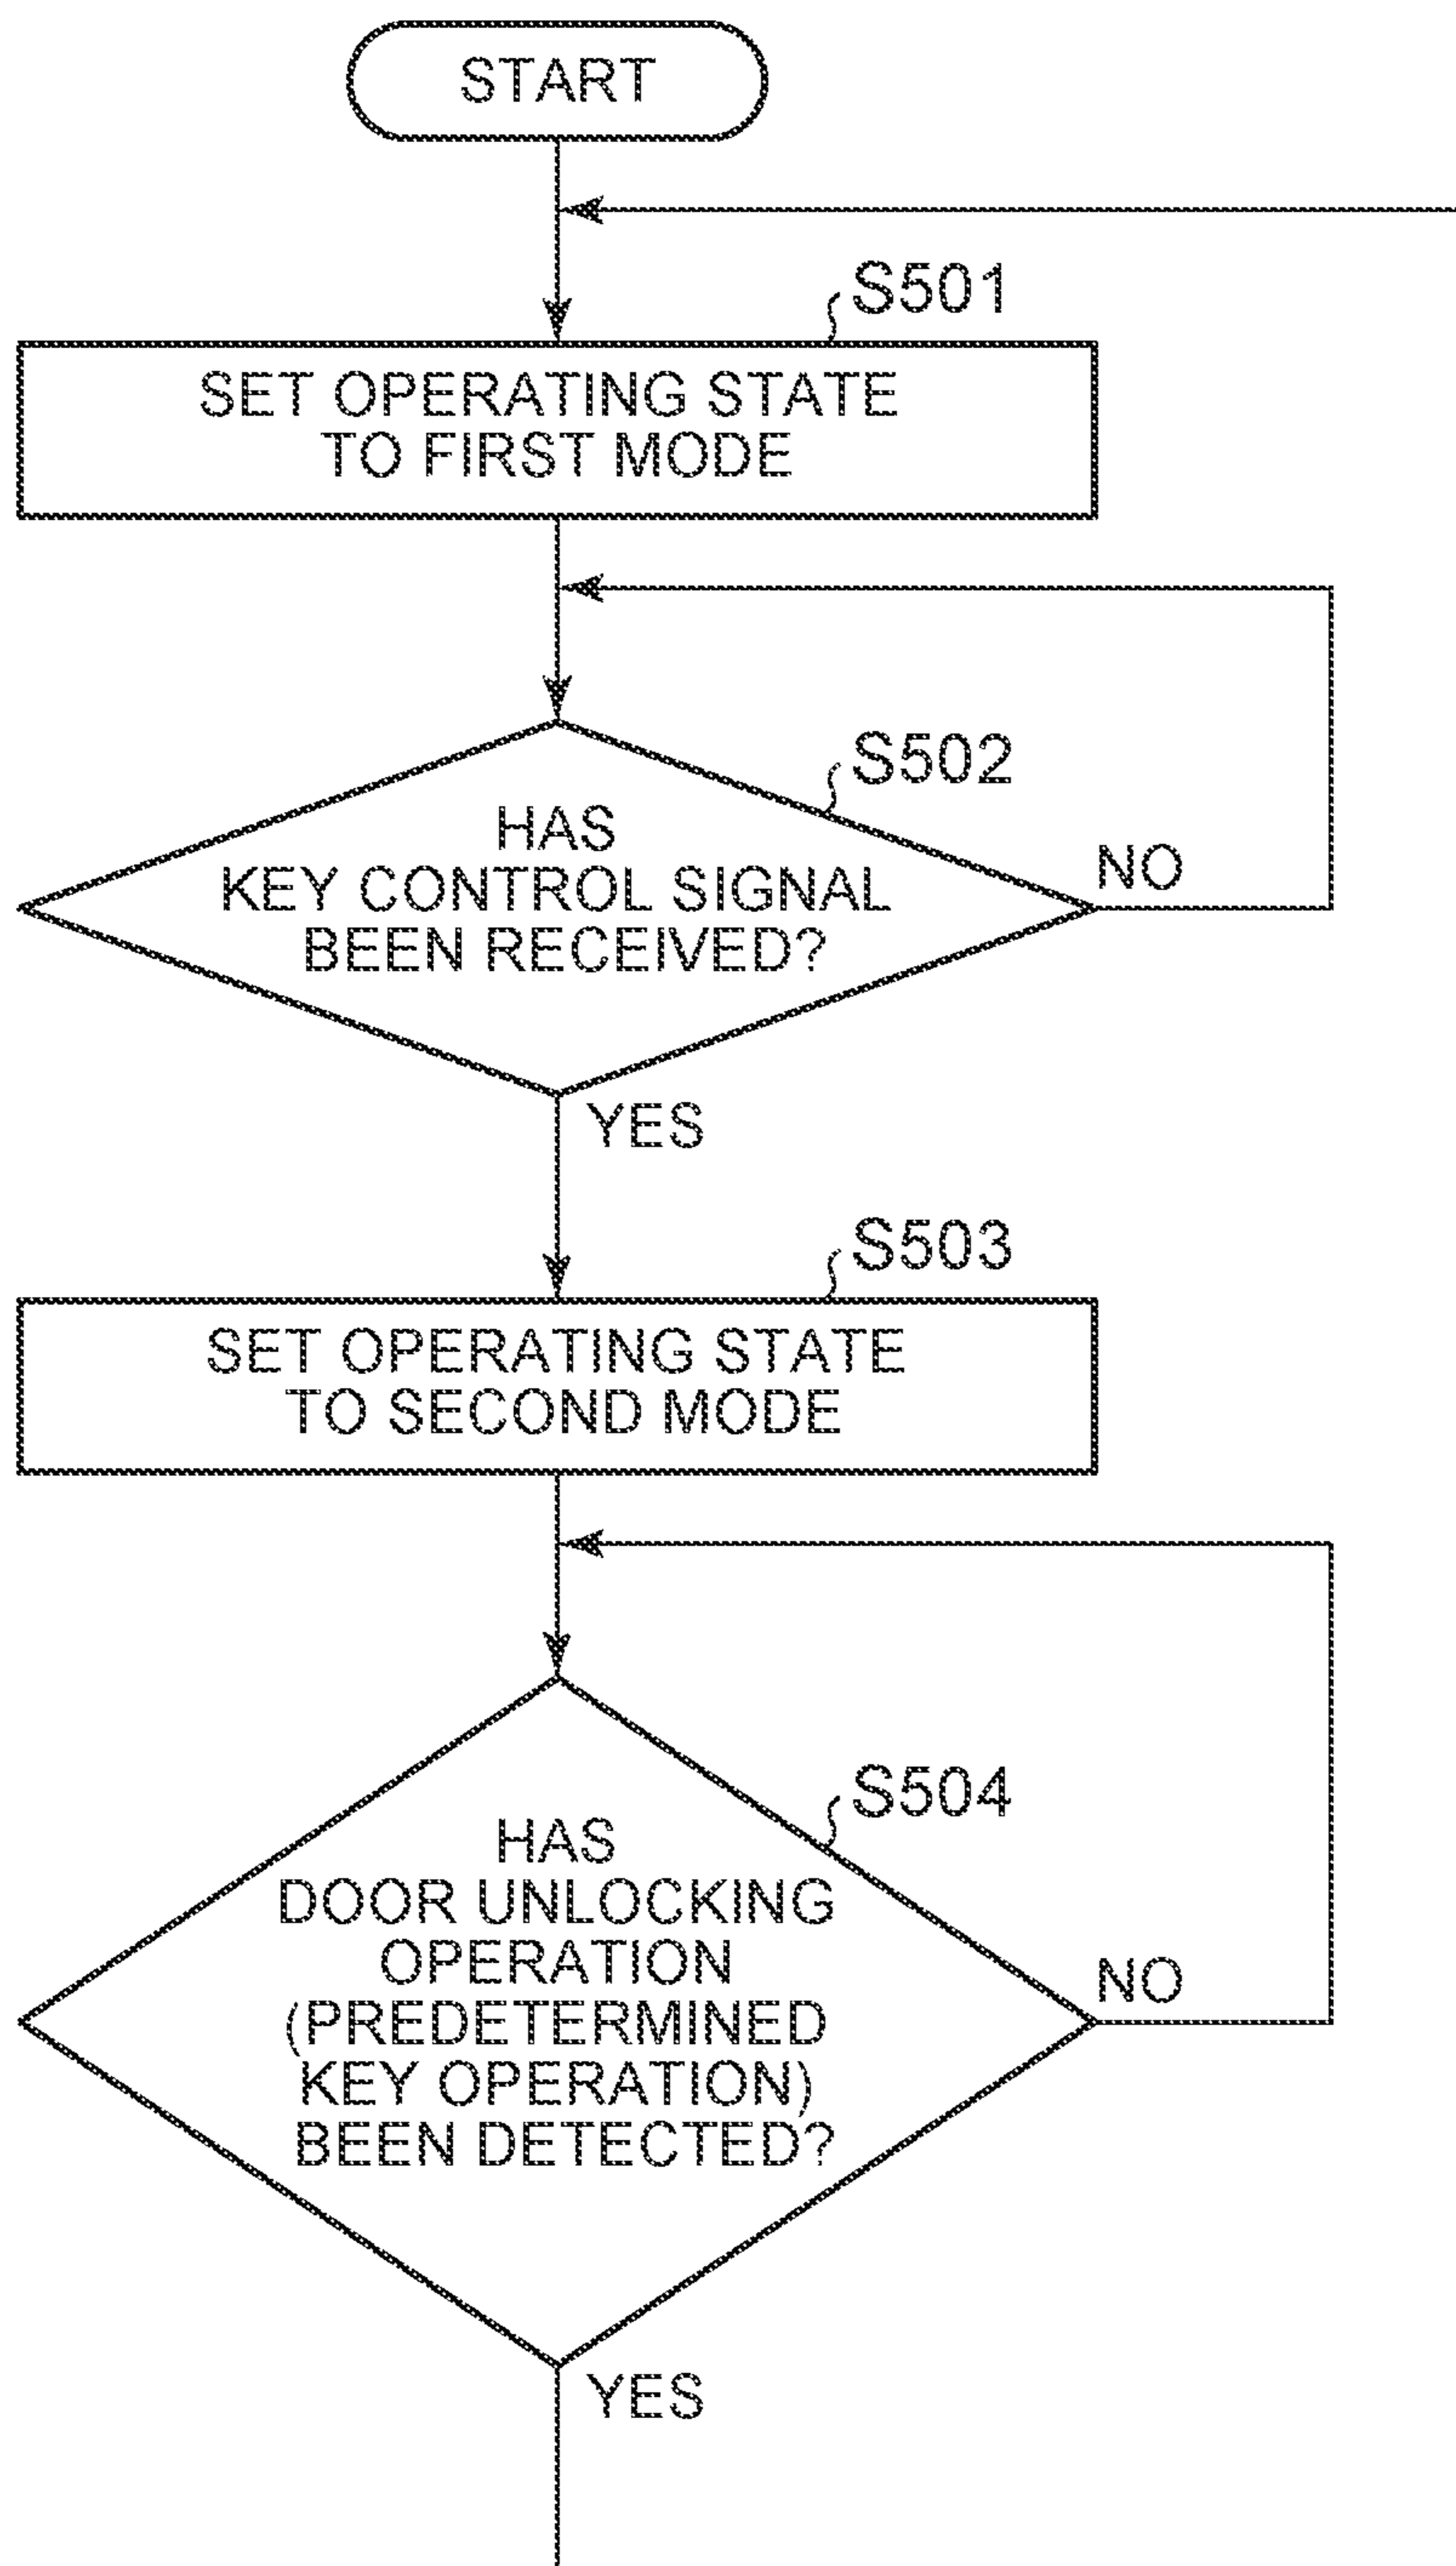 START
S501
SET OPERATING STATE
TO FIRST MODE
S502
HAS
KEY CONTROL SIGNAL
BEEN RECEIVED?
NO
YES
S503
SET OPERATING STATE
TO SECOND MODE
S504
HAS
DOOR UNLOCKING
OPERATION
(PREDETERMINED
KEY OPERATION)
BEEN DETECTED?
NO
YES